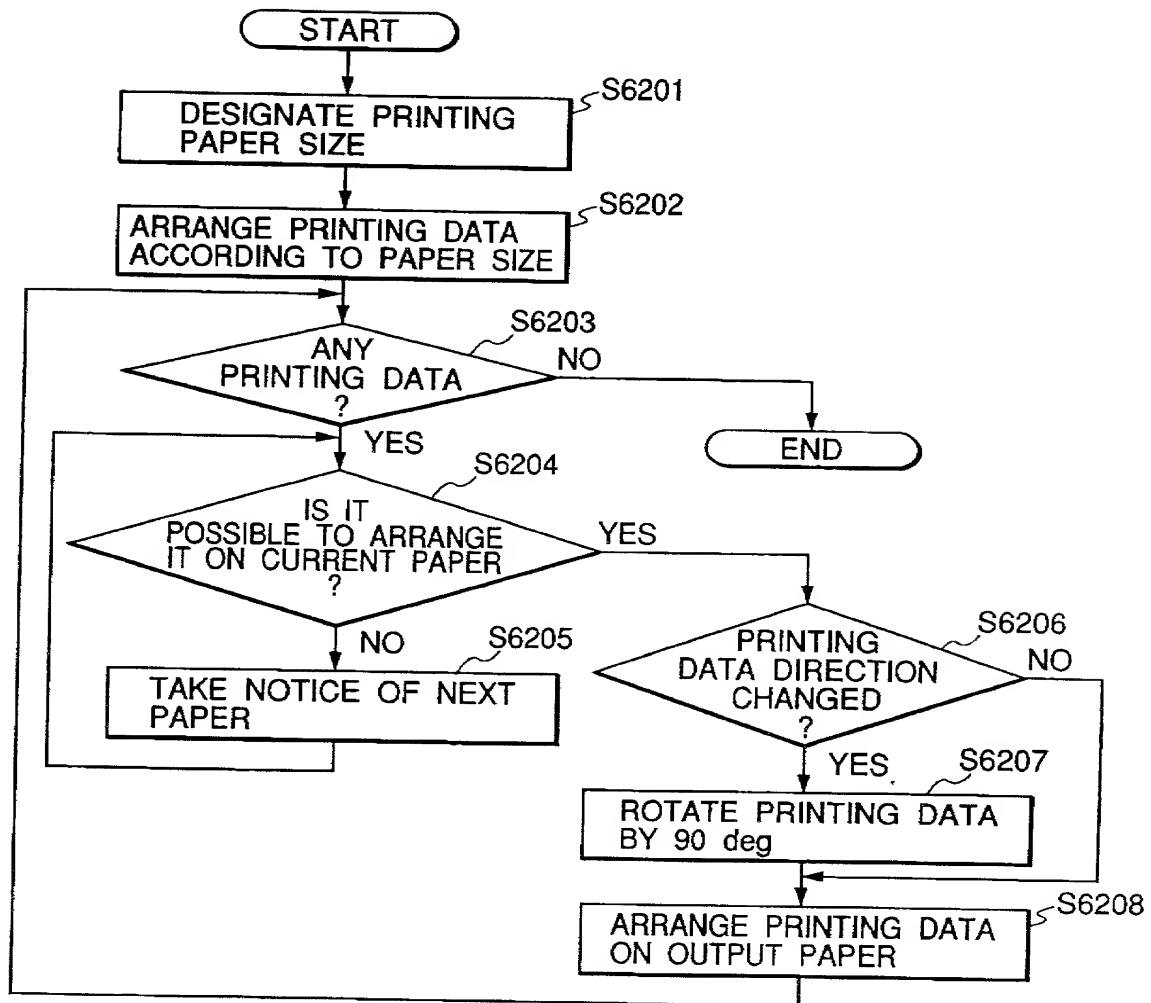 START
S6201
DESIGNATE PRINTING
PAPER SIZE
S6202
ARRANGE PRINTING DATA
ACCORDING TO PAPER SIZE
S6203
ANY
PRINTING DATA
?
NO
YES
END
S6204
IS IT
POSSIBLE TO ARRANGE
IT ON CURRENT PAPER
?
YES
NO
S6205
TAKE NOTICE OF NEXT
PAPER
S6206
PRINTING
DATA DIRECTION
CHANGED
?
NO
YES
S6207
ROTATE PRINTING DATA
BY 90 deg
S6208
ARRANGE PRINTING DATA
ON OUTPUT PAPER